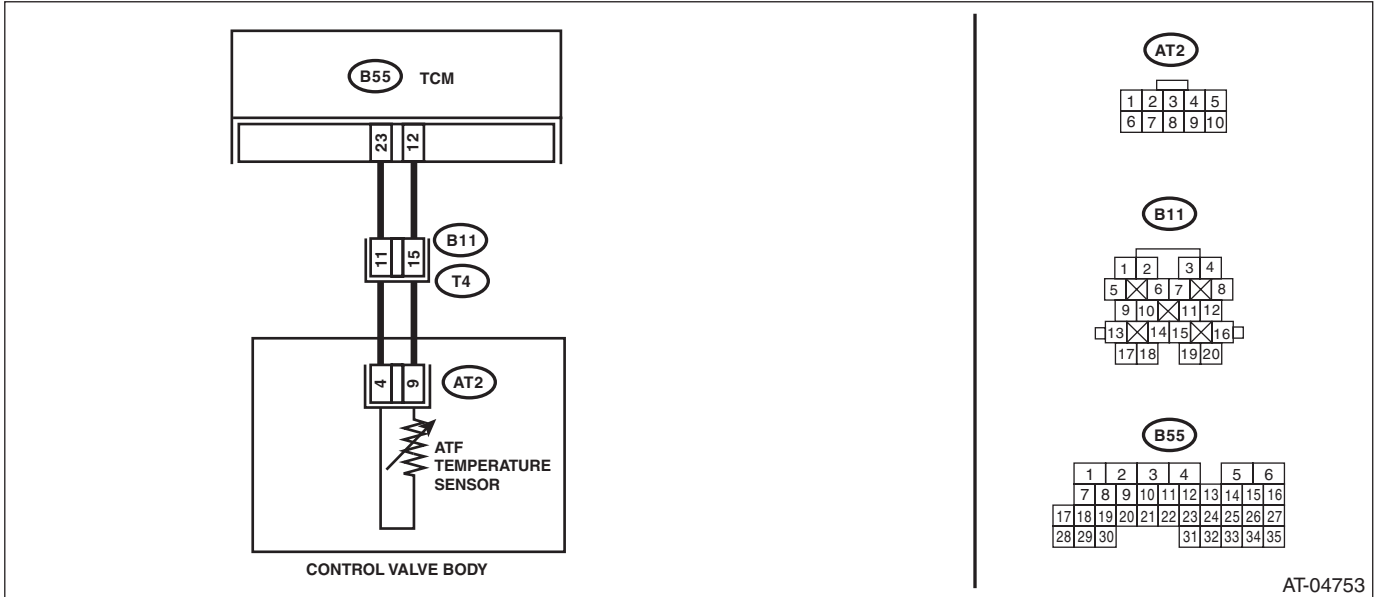 B55 TCM
23 12
11 15
B11
T4
4 9
AT2
ATF
TEMPERATURE
SENSOR
CONTROL VALVE BODY
AT2
1 2 3 4 5
6 7 8 9 10
B11
1 2 3 4
5 6 7 8
9 10 11 12
13 14 15 16
17 18 19 20
B55
1 2 3 4 5 6
7 8 9 10 11 12 13 14 15 16
17 18 19 20 21 22 23 24 25 26 27
28 29 30 31 32 33 34 35
AT-04753